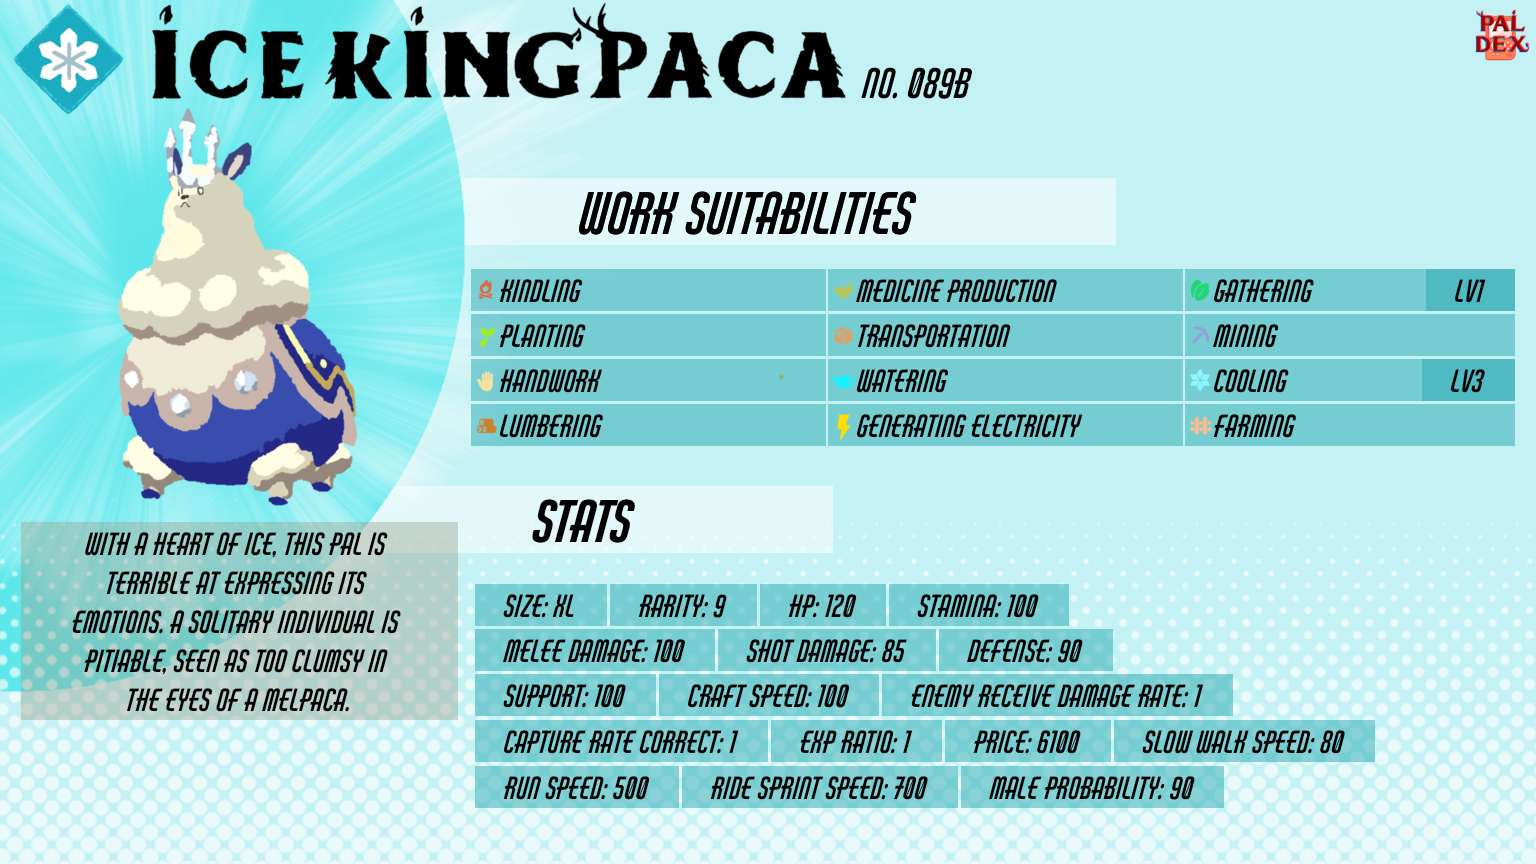 ICE KINGPACA NO. 089B
PAL
DEX
WORK SUITABILITIES
KINDLING MEDICINE PRODUCTION GATHERING LV1
PLANTING TRANSPORTATION MINING
HANDWORK WATERING COOLING LV3
LUMBERING GENERATING ELECTRICITY FARMING
WITH A HEART OF ICE, THIS PAL IS
TERRIBLE AT EXPRESSING ITS
EMOTIONS. A SOLITARY INDIVIDUAL IS
PITIABLE, SEEN AS TOO CLUMSY IN
THE EYES OF A MELPACA.
STATS
SIZE: XL RARITY: 9 HP: 120 STAMINA: 100
MELEE DAMAGE: 100 SHOT DAMAGE: 85 DEFENSE: 90
SUPPORT: 100 CRAFT SPEED: 100 ENEMY RECEIVE DAMAGE RATE: 1
CAPTURE RATE CORRECT: 1 EXP RATIO: 1 PRICE: 6100 SLOW WALK SPEED: 80
RUN SPEED: 500 RIDE SPRINT SPEED: 700 MALE PROBABILITY: 90